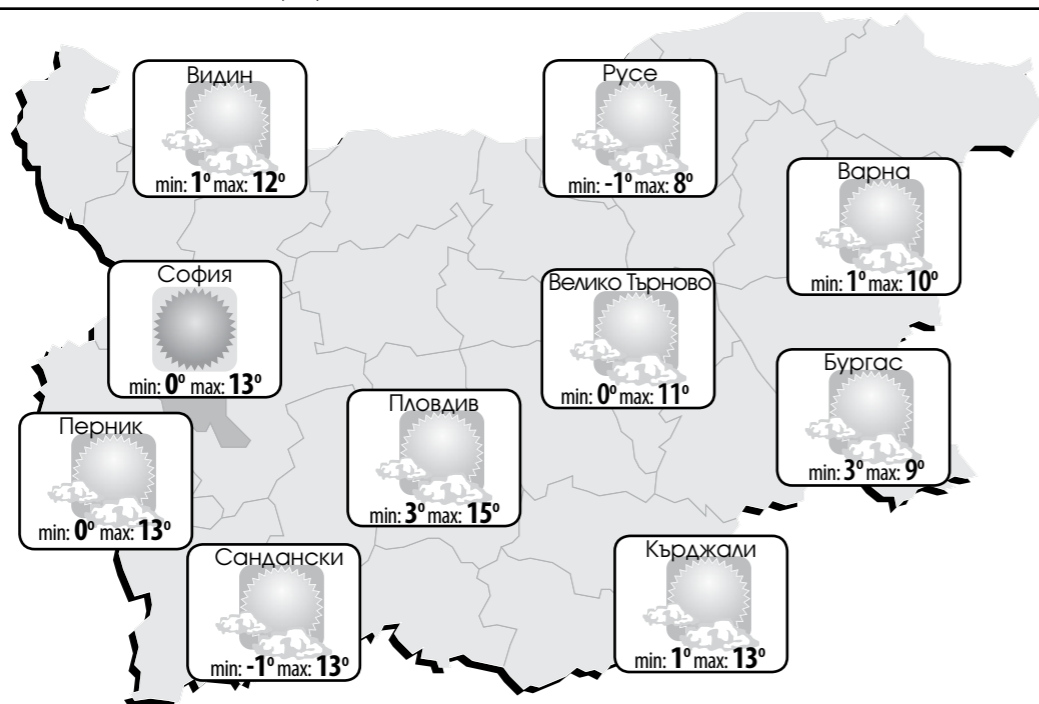 Видин
min: 1° max: 12°
Русе
min: -1° max: 8°
Варна
min: 1° max: 10°
София
min: 0° max: 13°
Велико Търново
min: 0° max: 11°
Бургас
min: 3° max: 9°
Пловдив
min: 3° max: 15°
Перник
min: 0° max: 13°
Сандански
min: -1° max: 13°
Кърджали
min: 1° max: 13°